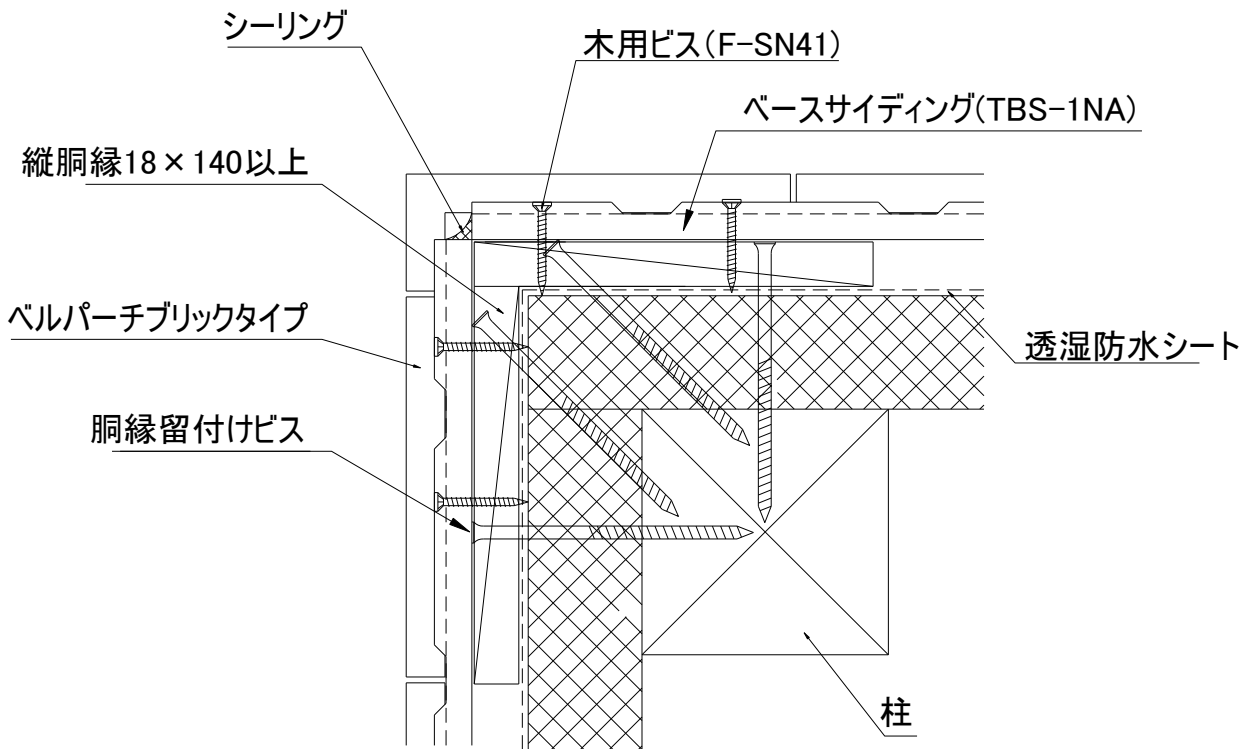 シーリング
木用ビス(F-SN41)
ベースサイディング(TBS-1NA)
縦胴縁18×140以上
ベルパーチブリックタイプ
透湿防水シート
胴縁留付けビス
柱